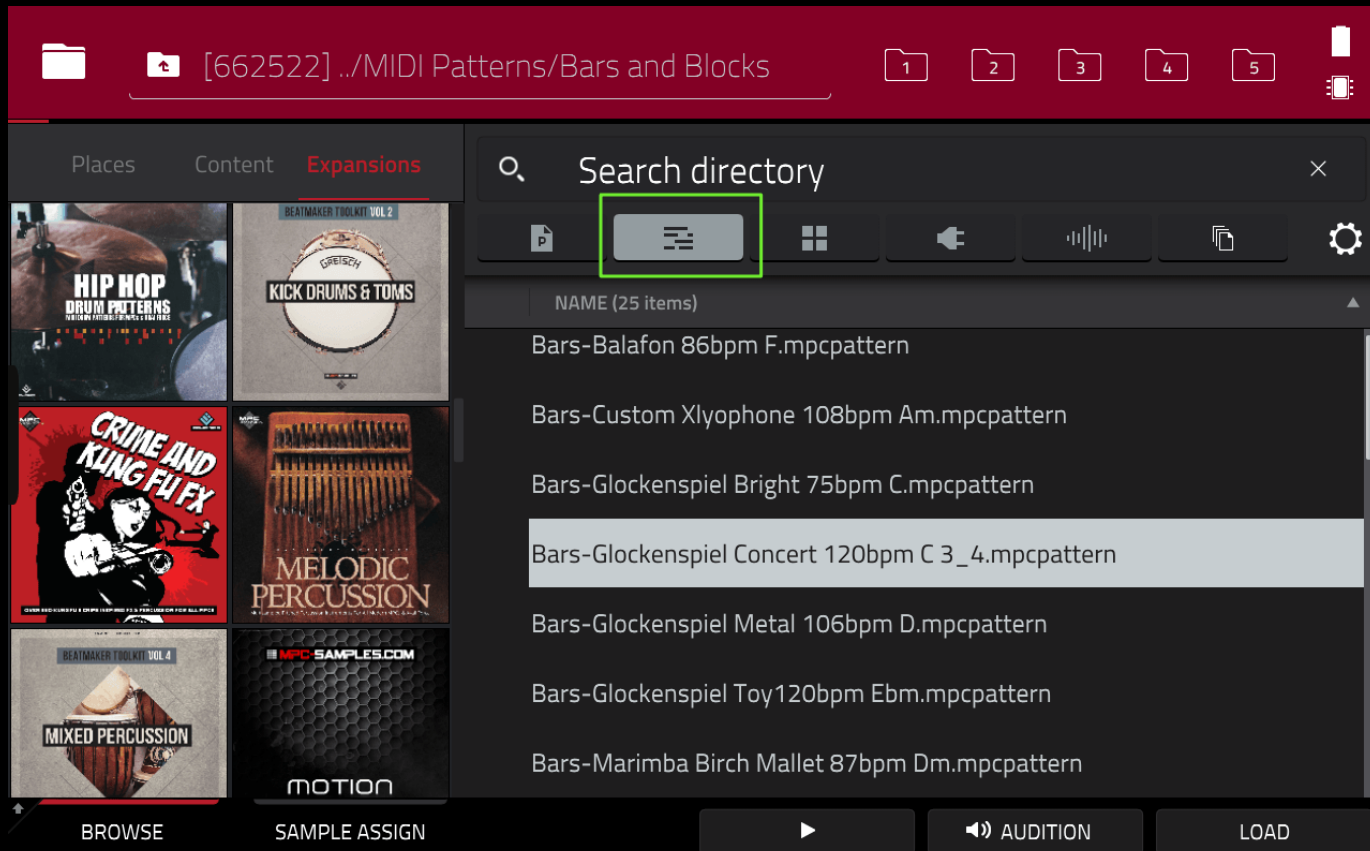 [662522] ../MIDI Patterns/Bars and Blocks
1
2
3
4
5
Places
Content
Expansions
Search directory
P
NAME (25 items)
HIP HOP
DRUM PATTERNS
BEATMAKER TOOLKIT VOL 2
GRETSCH
KICK DRUMS & TOMS
CRIME AND
KUNG FU FX
MELODIC
PERCUSSION
BEATMAKER TOOLKIT VOL 4
MIXED PERCUSSION
MPC-SAMPLES.COM
MOTION
Bars-Balafon 86bpm F.mpcpattern
Bars-Custom Xlyophone 108bpm Am.mpcpattern
Bars-Glockenspiel Bright 75bpm C.mpcpattern
Bars-Glockenspiel Concert 120bpm C 3_4.mpcpattern
Bars-Glockenspiel Metal 106bpm D.mpcpattern
Bars-Glockenspiel Toy120bpm Ebm.mpcpattern
Bars-Marimba Birch Mallet 87bpm Dm.mpcpattern
BROWSE
SAMPLE ASSIGN
AUDITION
LOAD